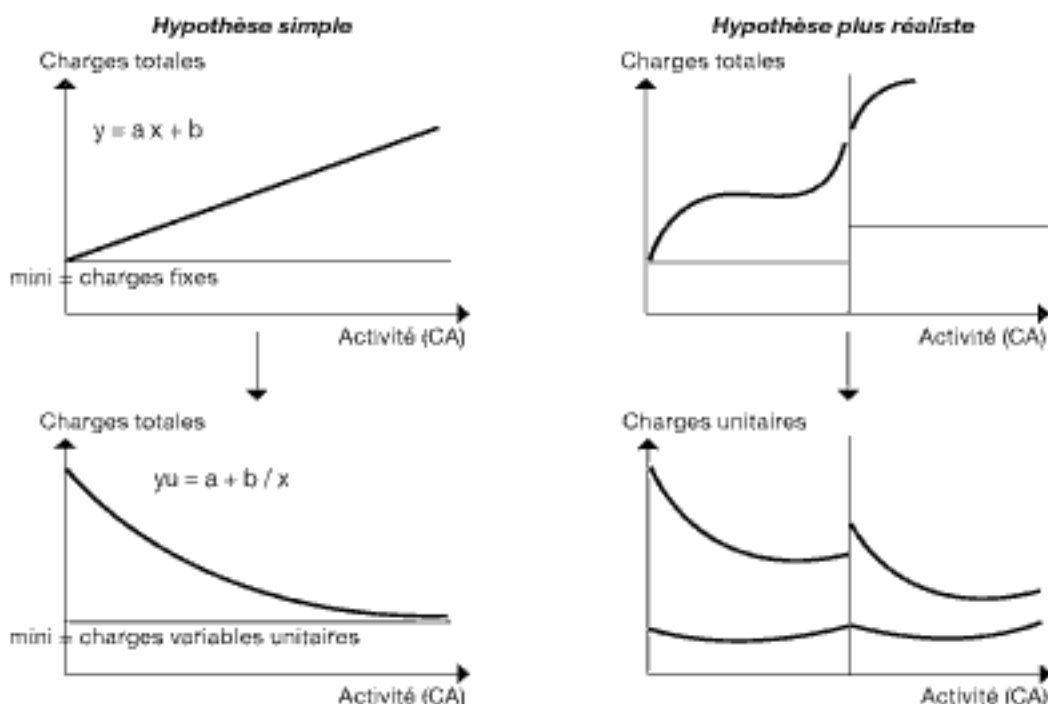 Hypothèse simple
Charges totales
y = a x + b
mini = charges fixes
Activité (CA)
Charges totales
yu = a + b / x
mini = charges variables unitaires
Activité (CA)
Hypothèse plus réaliste
Charges totales
Activité (CA)
Charges unitaires
Activité (CA)